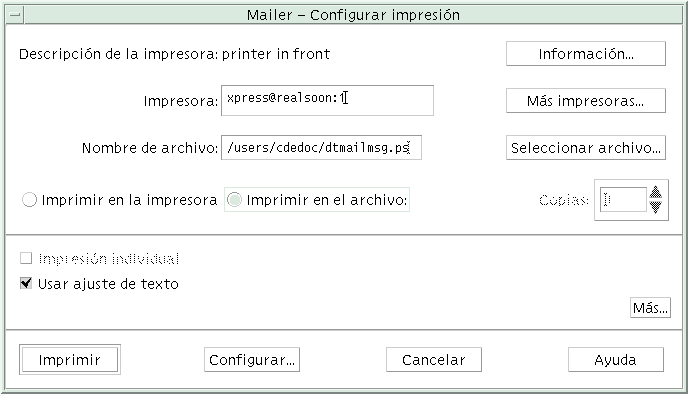 Mailer – Configurar impresión
Descripción de la impresora: printer in front
Información...
Impresora: xpress@realsoon:1
Más impresoras...
Nombre de archivo: /users/cdedoc/dtmailmsg.ps
Seleccionar archivo...
Imprimir en la impresora Imprimir en el archivo: Copias: 1
Impresión individual
Usar ajuste de texto
Más...
Imprimir Configurar... Cancelar Ayuda